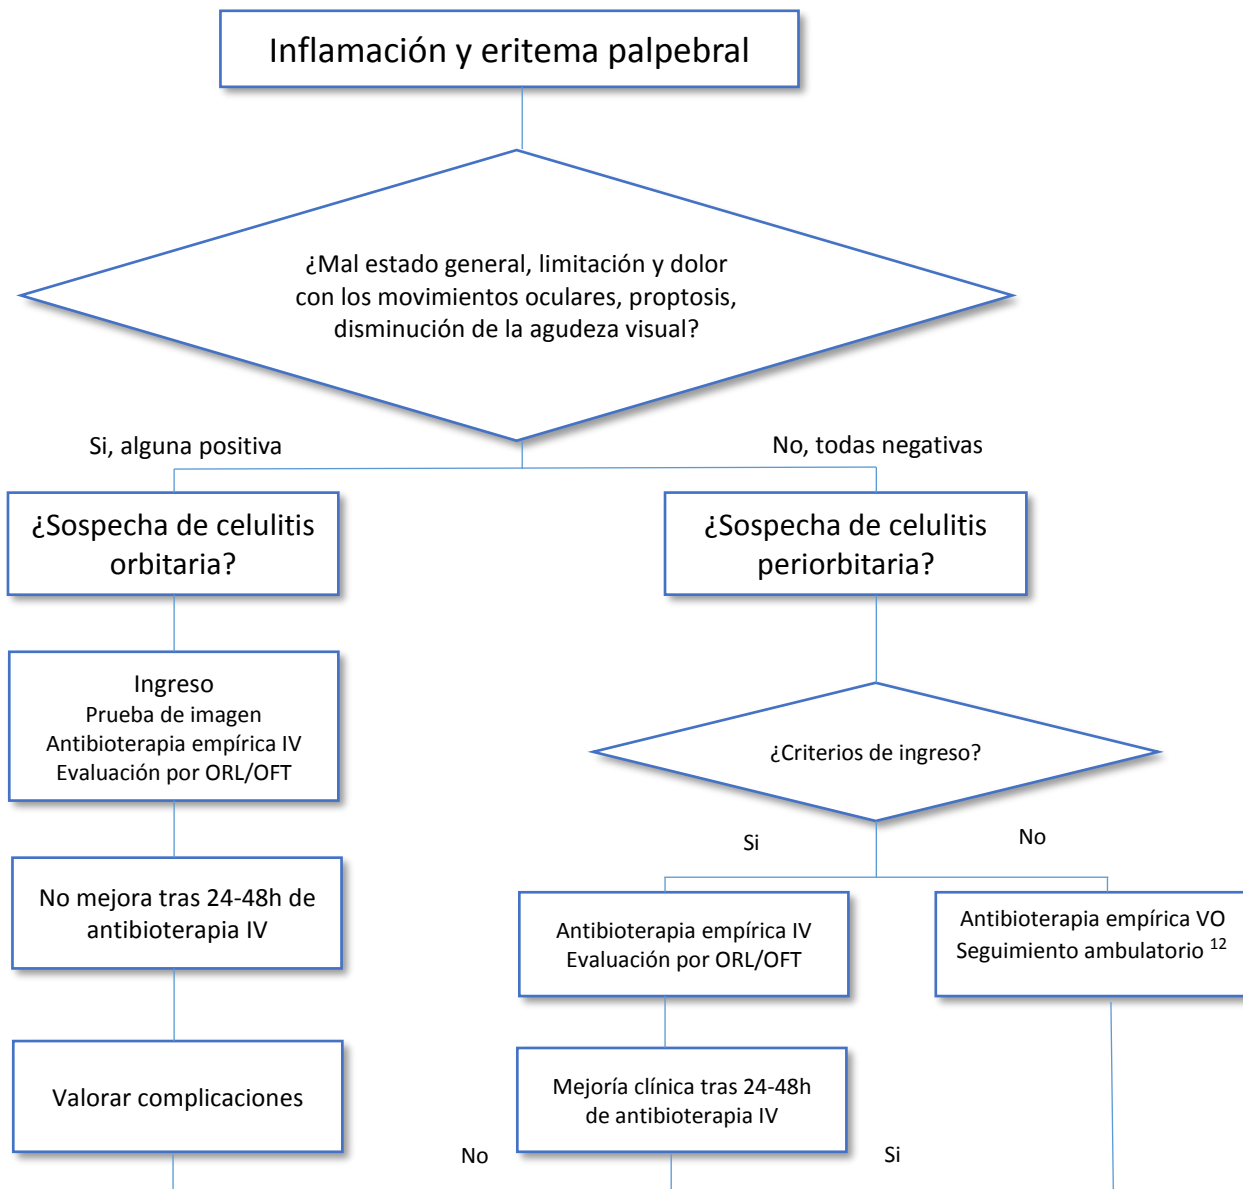 Inflamación y eritema palpebral
¿Mal estado general, limitación y dolor
con los movimientos oculares, proptosis,
disminución de la agudeza visual?
Si, alguna positiva
No, todas negativas
¿Sospecha de celulitis
orbitaria?
¿Sospecha de celulitis
periorbitaria?
Ingreso
Prueba de imagen
Antibioterapia empírica IV
Evaluación por ORL/OFT
¿Criterios de ingreso?
Si
No
No mejora tras 24-48h de
antibioterapia IV
Antibioterapia empírica IV
Evaluación por ORL/OFT
Antibioterapia empírica VO
Seguimiento ambulatorio 12
Valorar complicaciones
Mejoría clínica tras 24-48h
de antibioterapia IV
No
Si